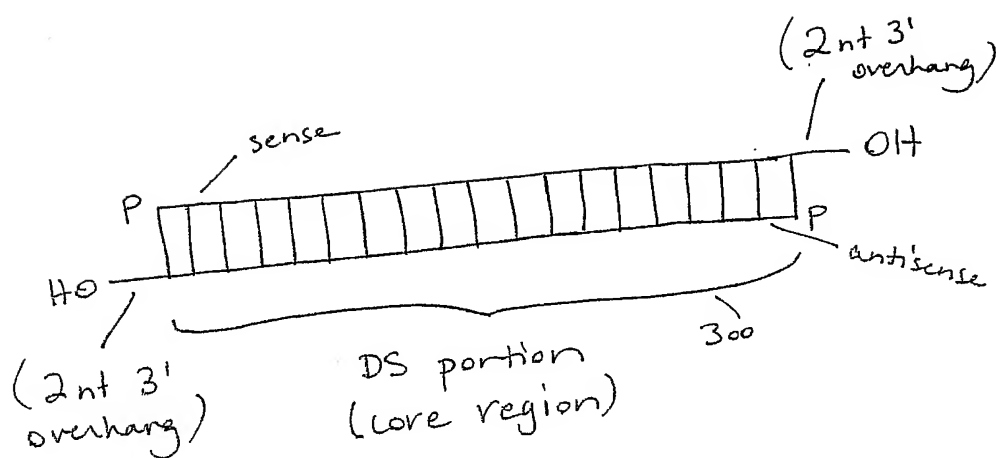 (2nt 3'
overhang)
sense
OH
P
P
HO
antisense
300
(2nt 3'
overhang)
DS portion
(core region)